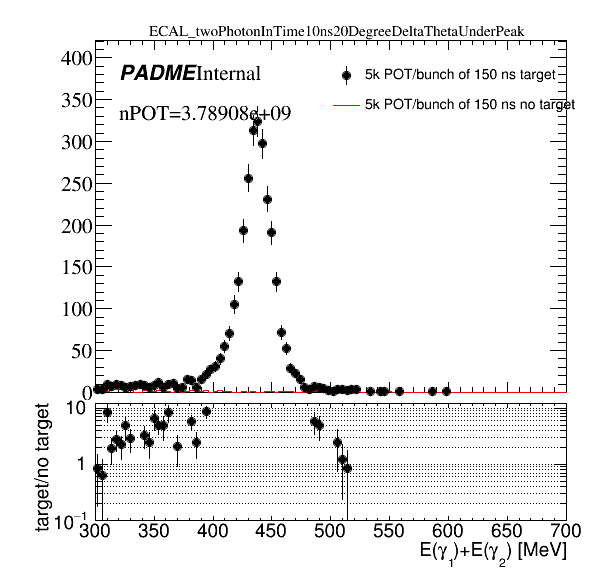 ECAL_twoPhotonInTime10ns20DegreeDeltaThetaUnderPeak
PADME Internal
5k POT/bunch of 150 ns target
5k POT/bunch of 150 ns no target
nPOT=3.78908e+09
400
350
300
250
200
150
100
50
0
target/no target
10
1
10⁻¹
300 350 400 450 500 550 600 650 700
E(γ₁)+E(γ₂) [MeV]